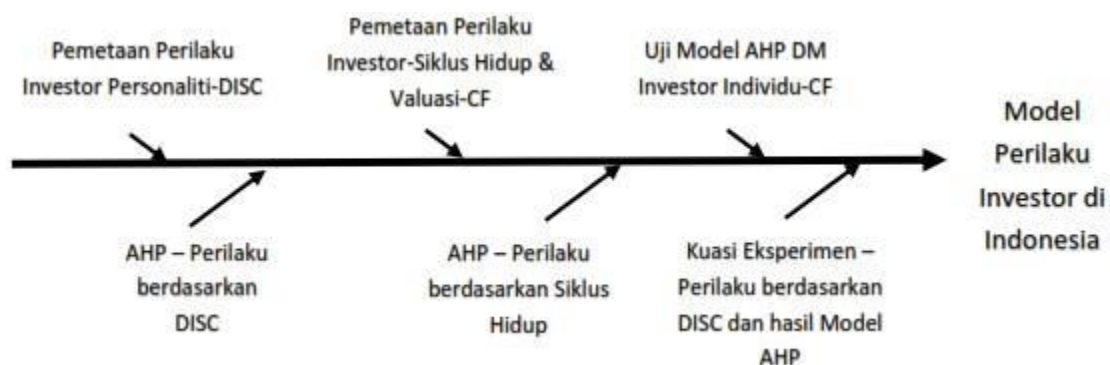 Pemetaan Perilaku
Investor Personaliti-DISC
Pemetaan Perilaku
Investor-Siklus Hidup &
Valuasi-CF
Uji Model AHP DM
Investor Individu-CF
Model
Perilaku
Investor di
Indonesia
AHP – Perilaku
berdasarkan
DISC
AHP – Perilaku
berdasarkan Siklus
Hidup
Kuasi Eksperimen –
Perilaku berdasarkan
DISC dan hasil Model
AHP